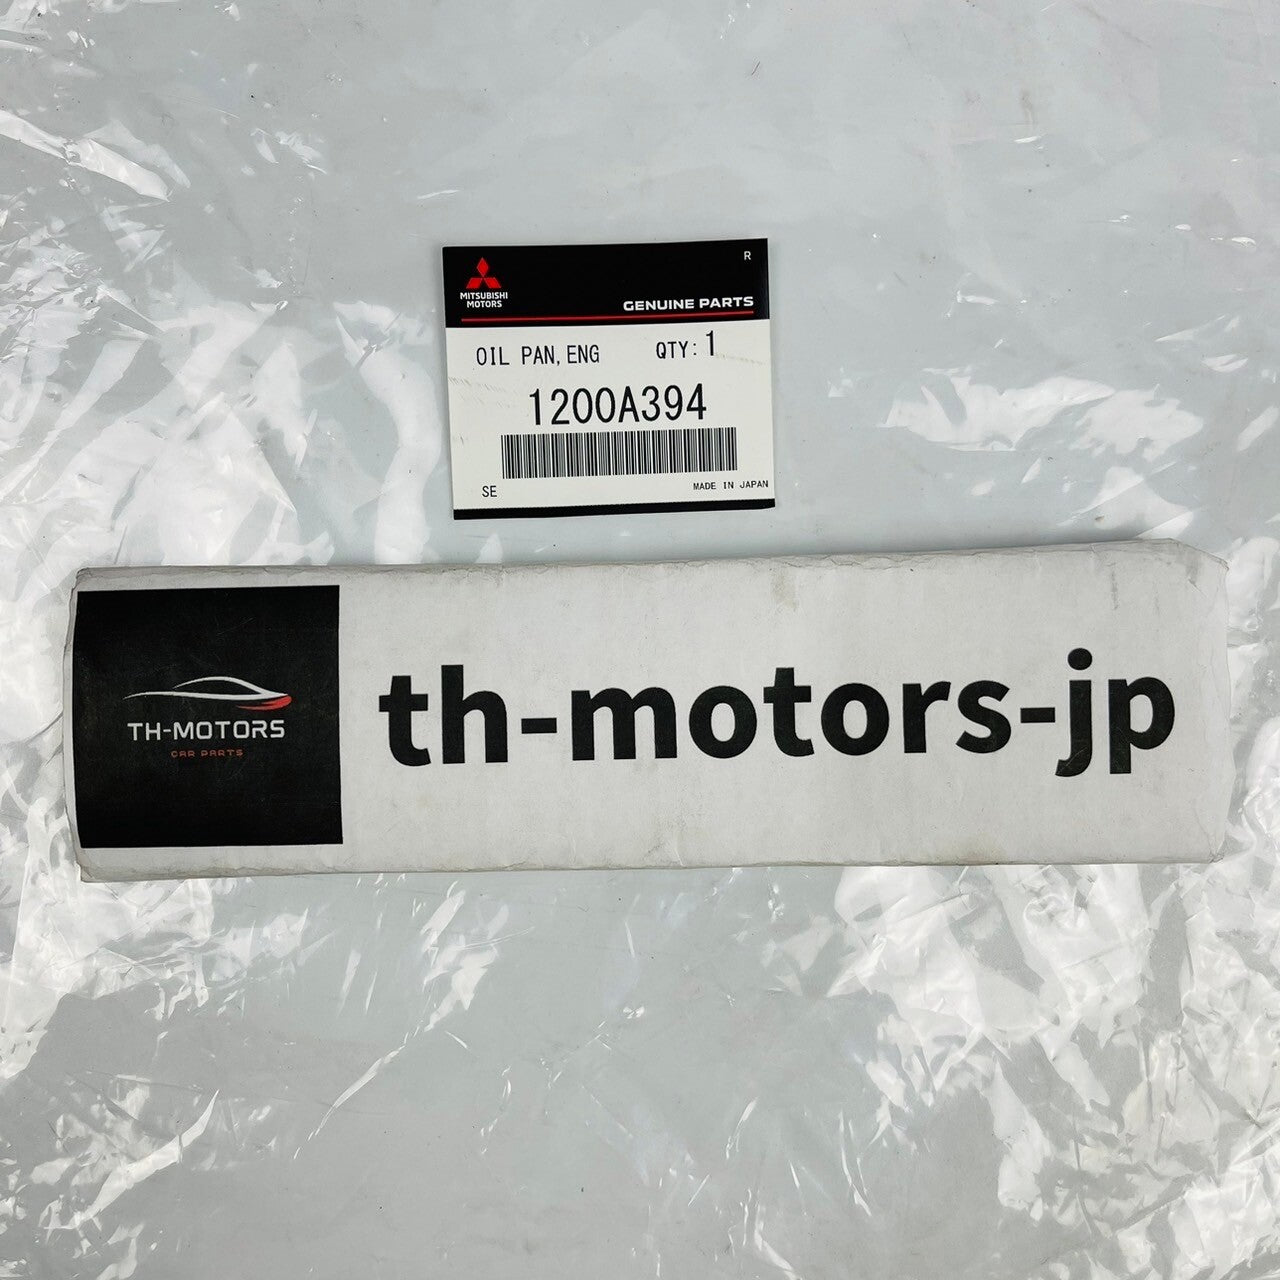 R
MITSUBISHI
MOTORS
GENUINE PARTS
OIL PAN, ENG QTY: 1
1200A394
SE MADE IN JAPAN
TH-MOTORS
CAR PARTS
th-motors-jp